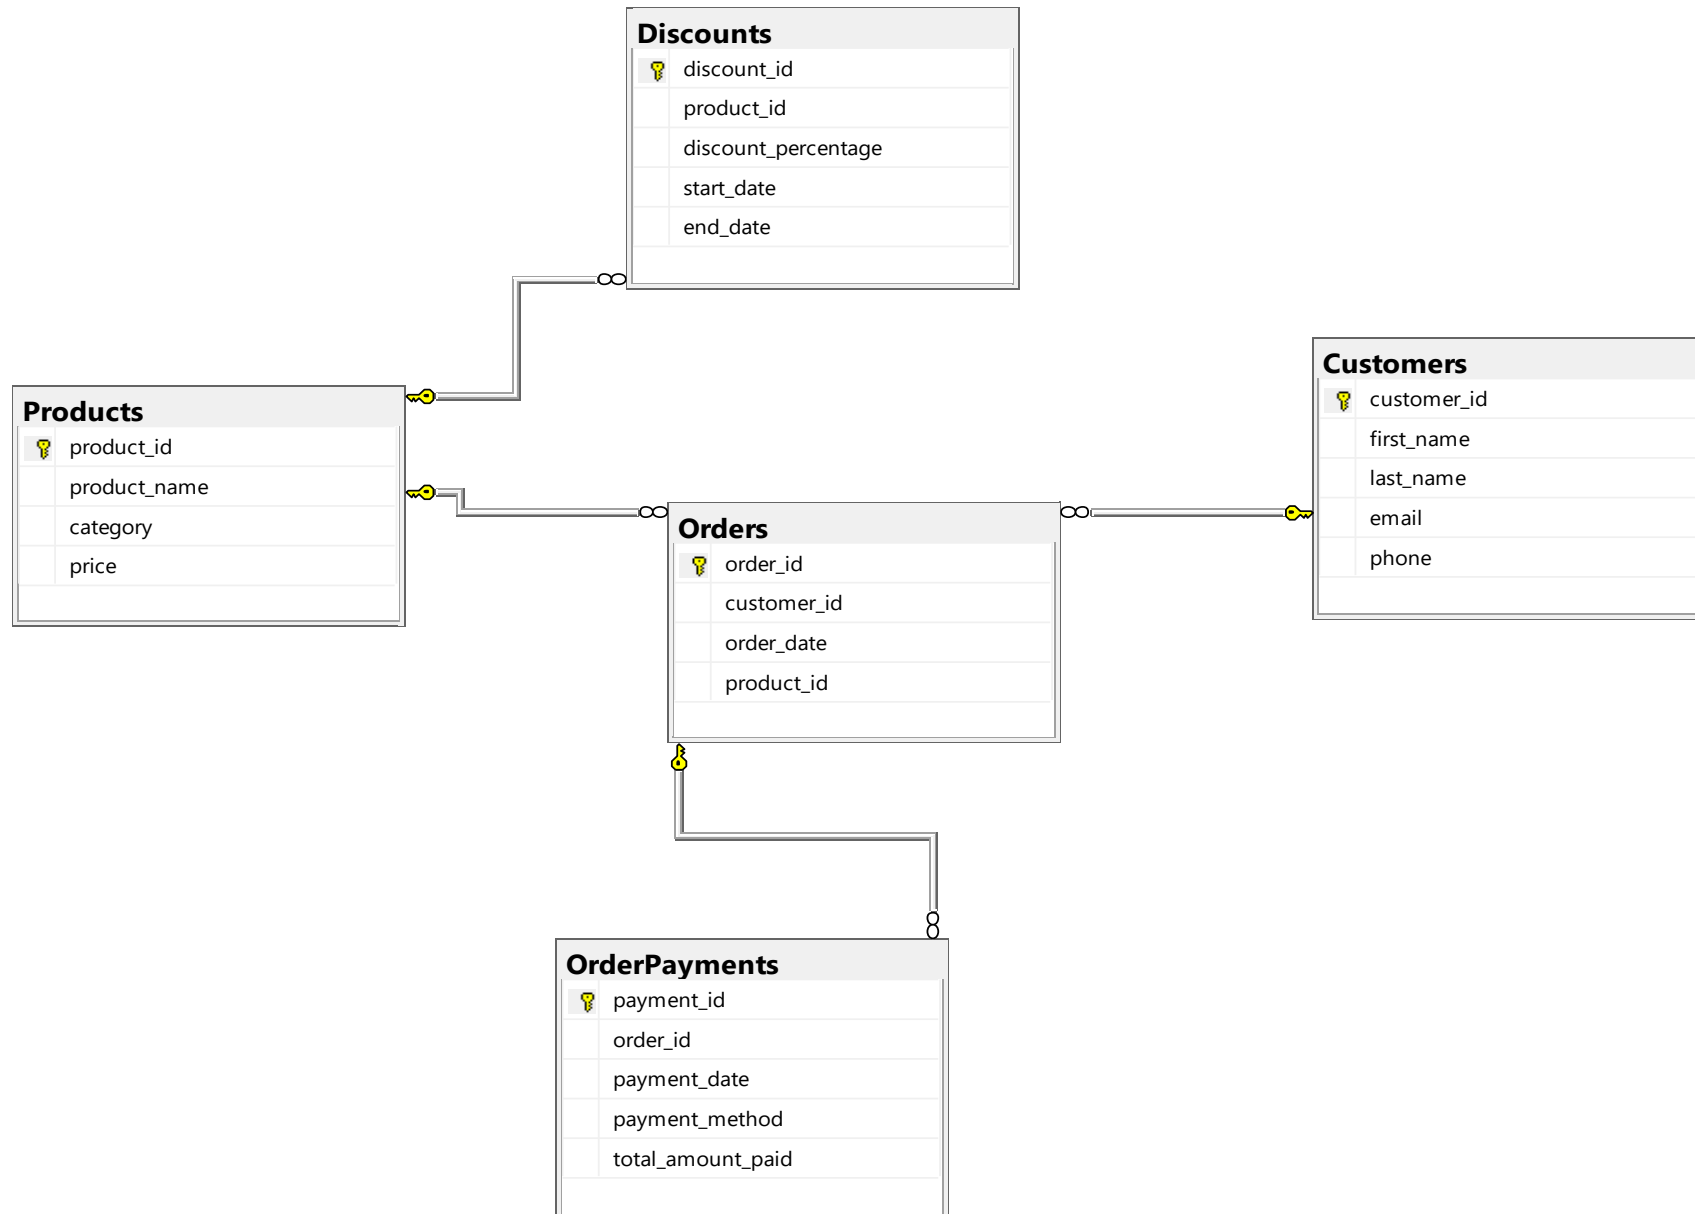 Discounts
discount_id
product_id
discount_percentage
start_date
end_date
Products
product_id
product_name
category
price
Customers
customer_id
first_name
last_name
email
phone
Orders
order_id
customer_id
order_date
product_id
OrderPayments
payment_id
order_id
payment_date
payment_method
total_amount_paid